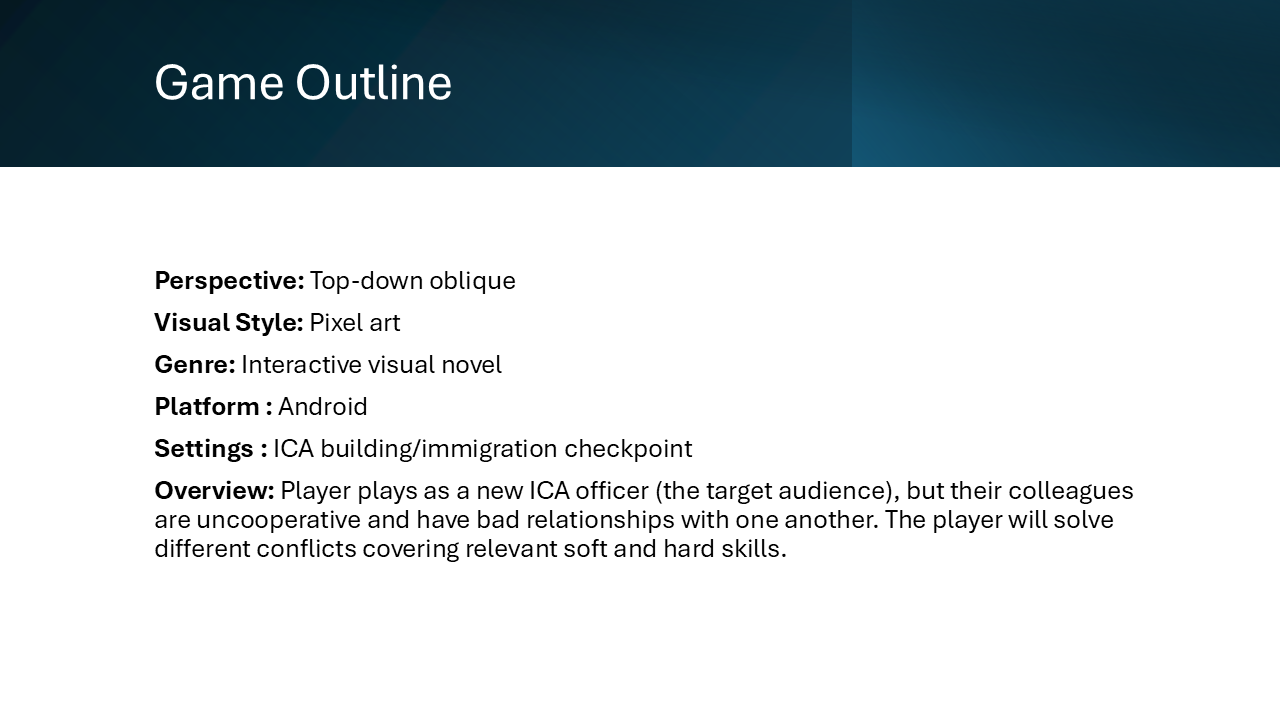 Game Outline
Perspective: Top-down oblique
Visual Style: Pixel art
Genre: Interactive visual novel
Platform : Android
Settings : ICA building/immigration checkpoint
Overview: Player plays as a new ICA officer (the target audience), but their colleagues
are uncooperative and have bad relationships with one another. The player will solve
different conflicts covering relevant soft and hard skills.